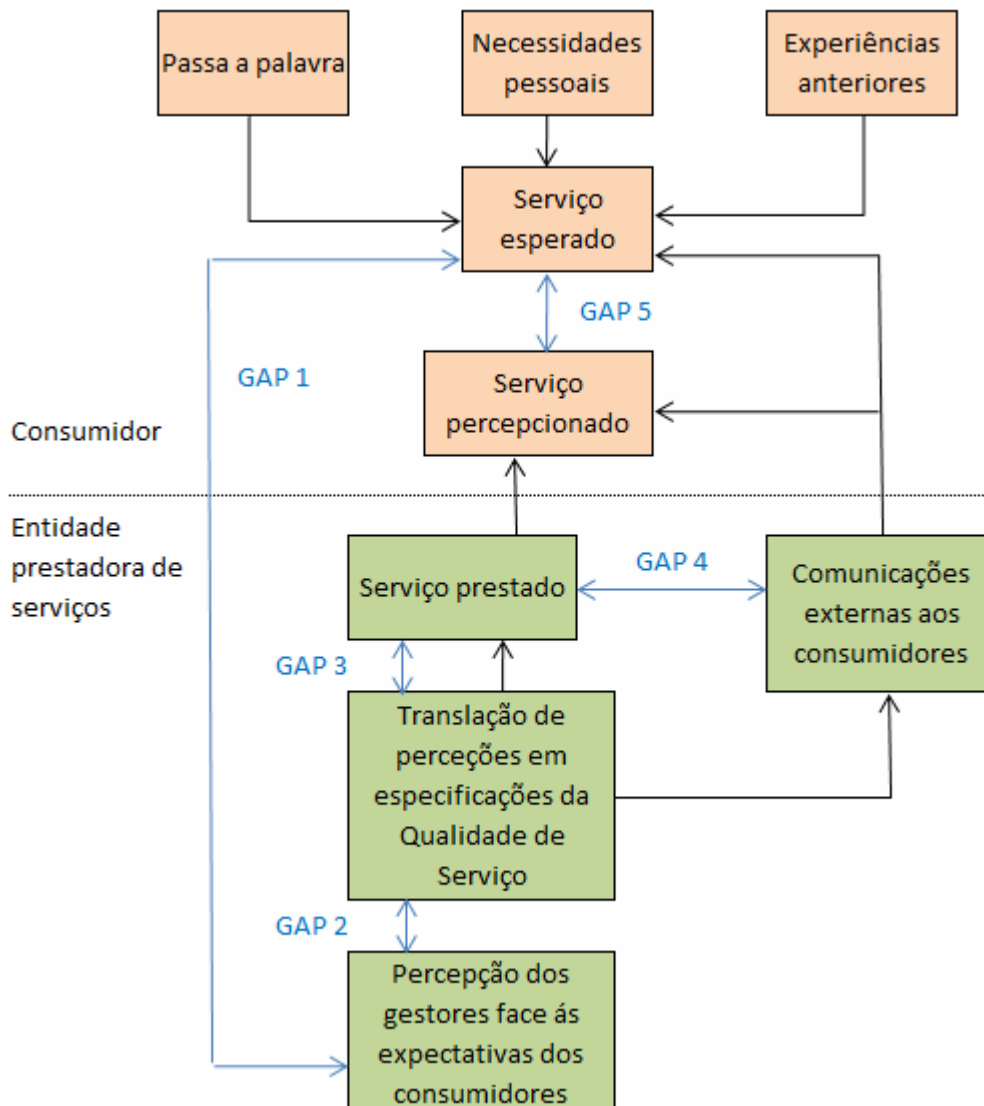 Passa a palavra
Necessidades
pessoais
Experiências
anteriores
Serviço
esperado
GAP 5
GAP 1
Serviço
percepcionado
Consumidor
Entidade
prestadora de
serviços
Serviço prestado
GAP 4
Comunicações
externas aos
consumidores
GAP 3
Translação de
perceções em
especificações da
Qualidade de
Serviço
GAP 2
Percepção dos
gestores face ás
expectativas dos
consumidores